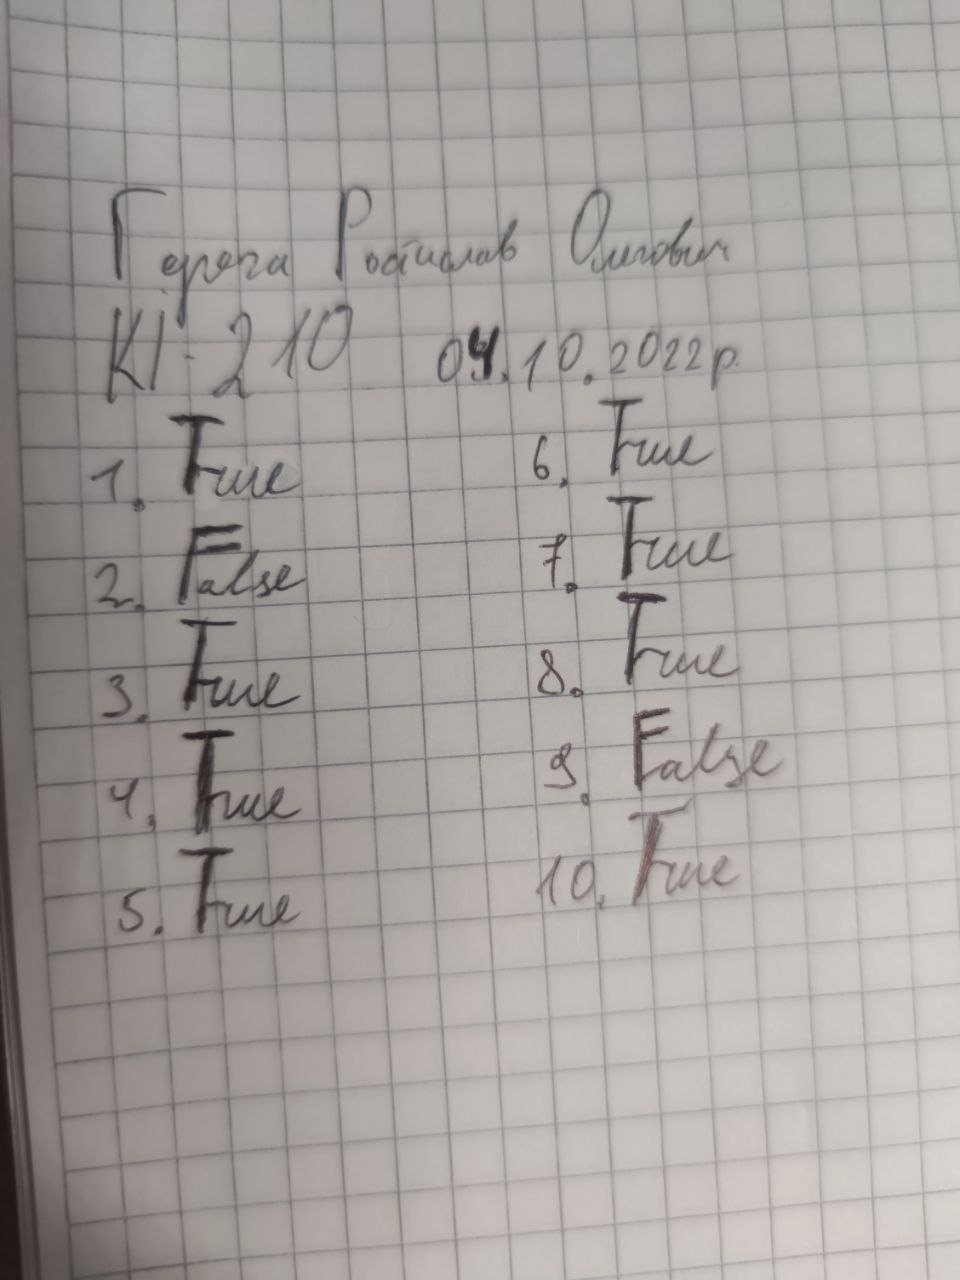 Ростислав Олегович
КІ-210 04.10.2022р.
1. True
2. False
3. True
4. True
5. True
6. True
7. True
8. True
9. False
10. True